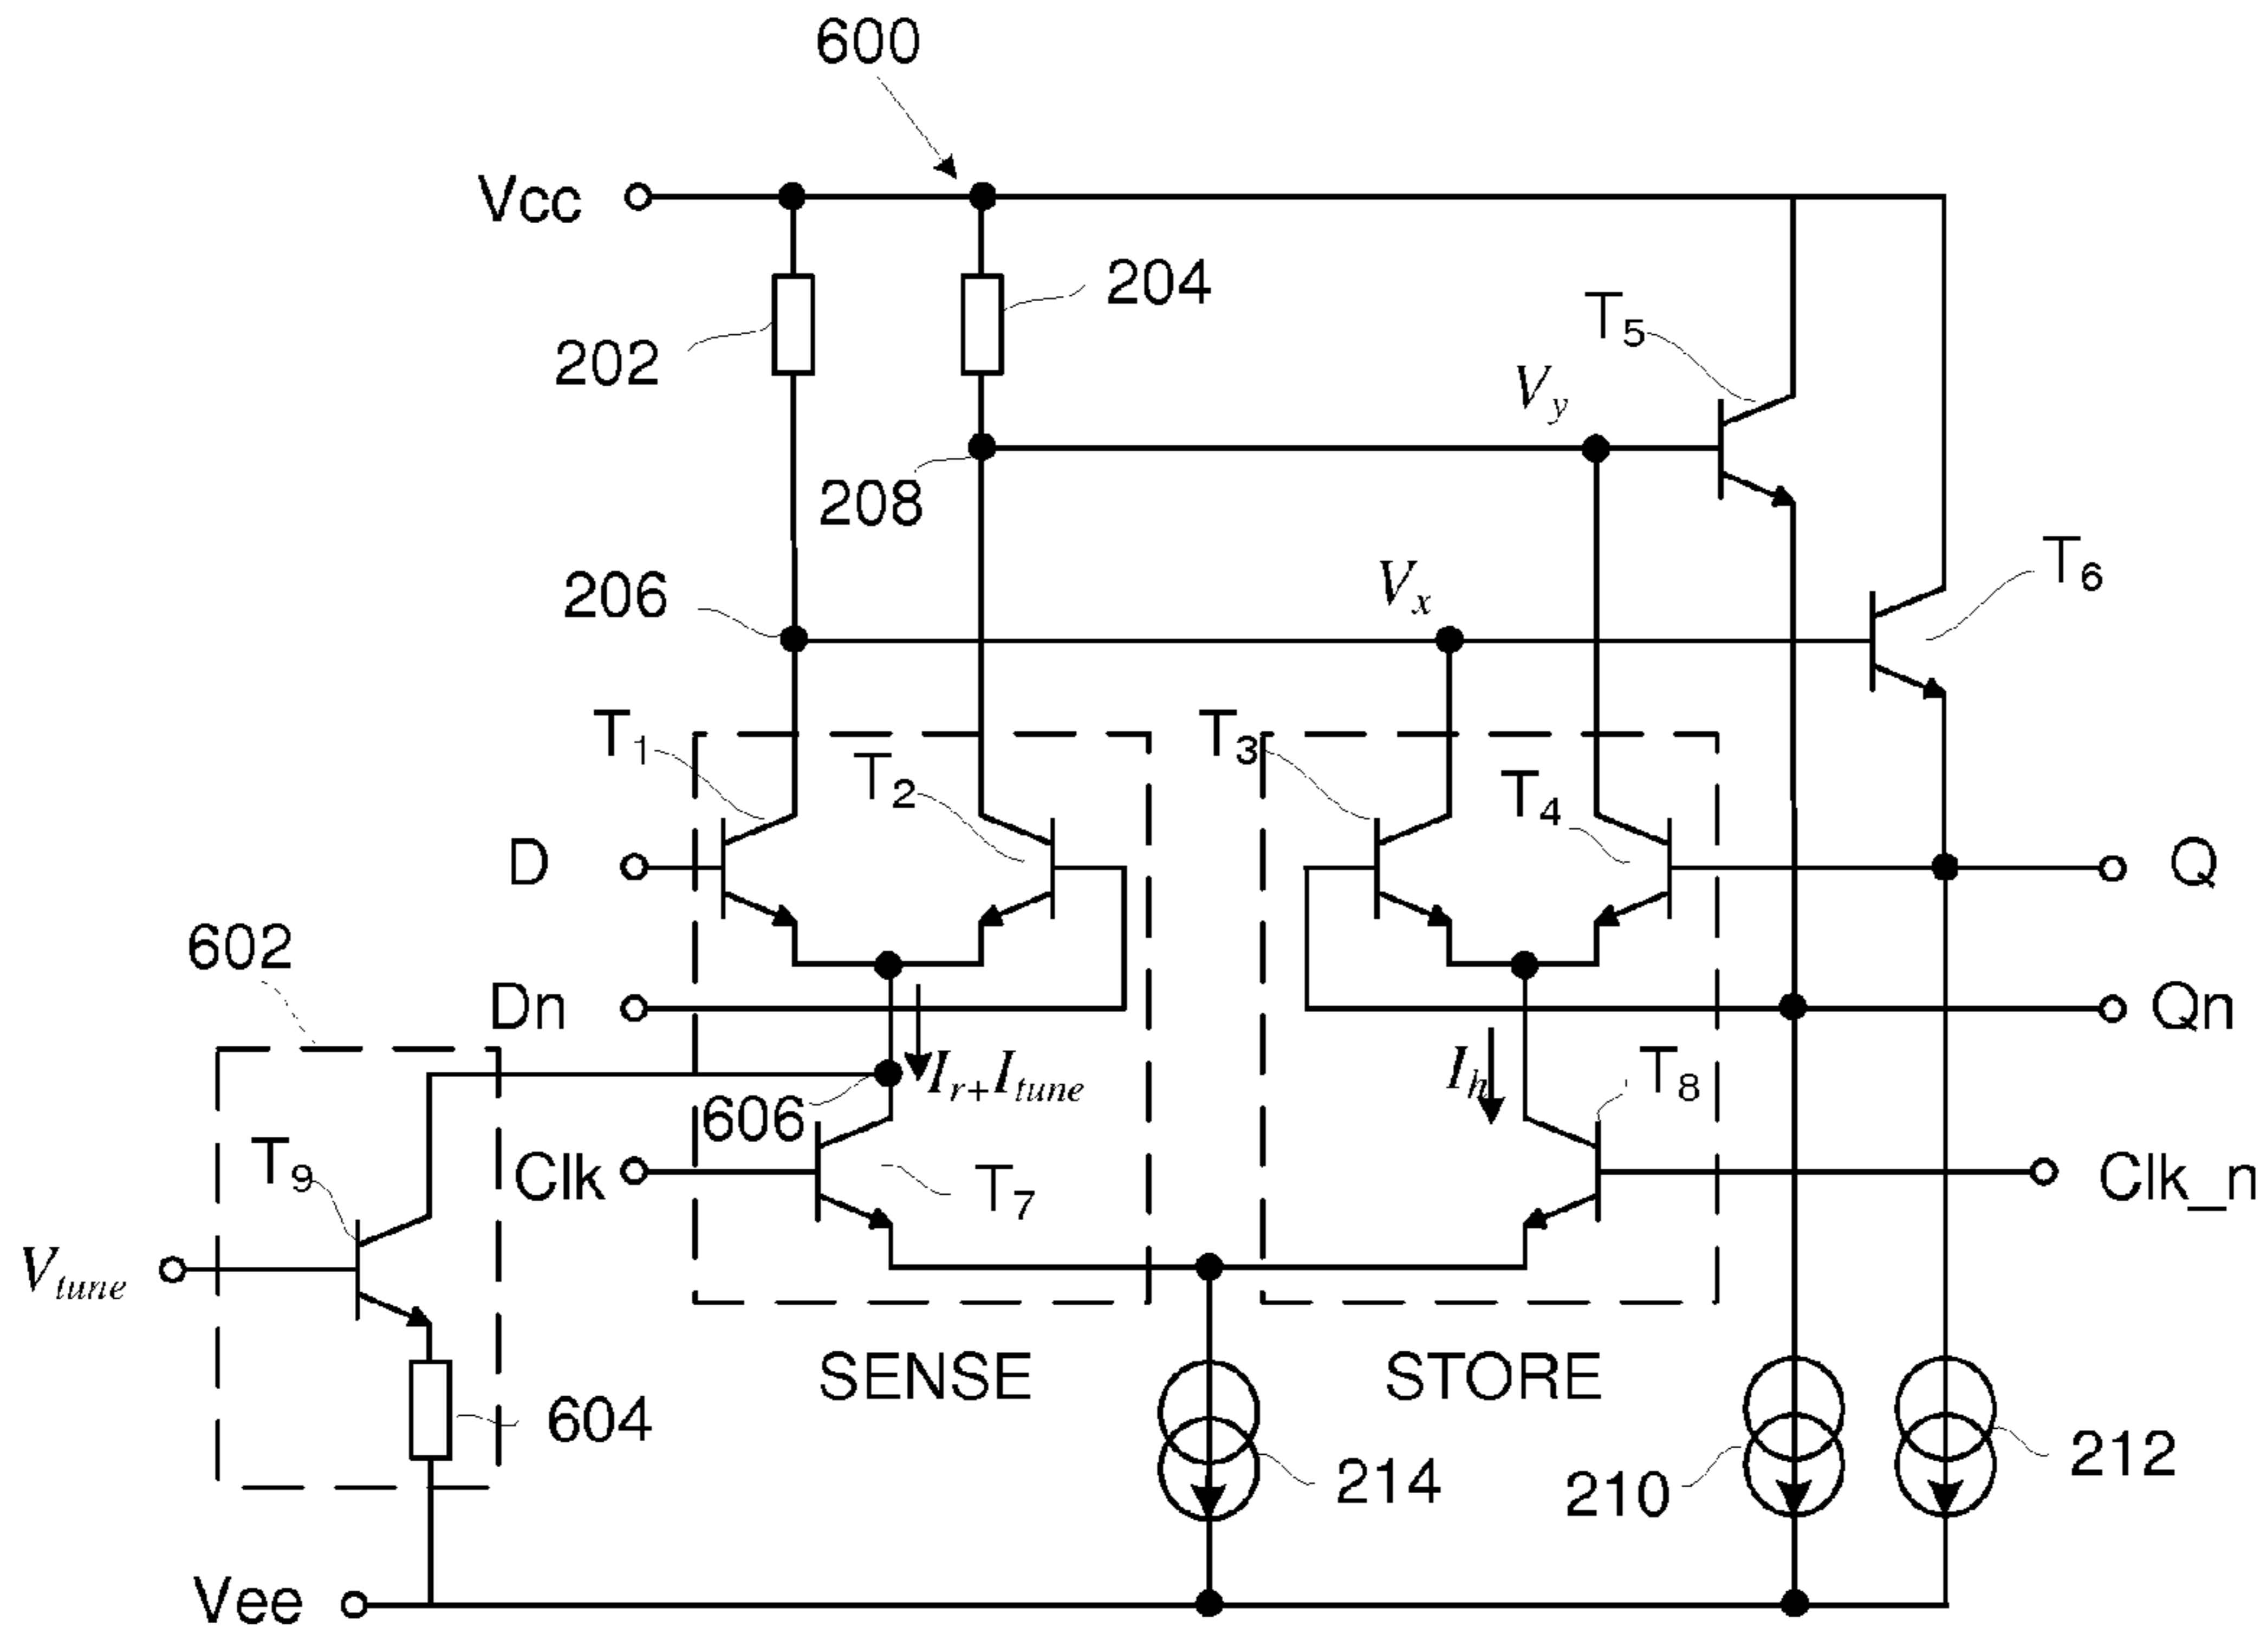 600
Vcc
204
T5
202
Vy
208
T6
206
Vx
T1
T3
T2
T4
D
Q
602
Dn
Qn
Ir+Itune
Ih
T8
606
T9
Clk
T7
Clk_n
Vtune
SENSE
STORE
604
214
210
212
Vee